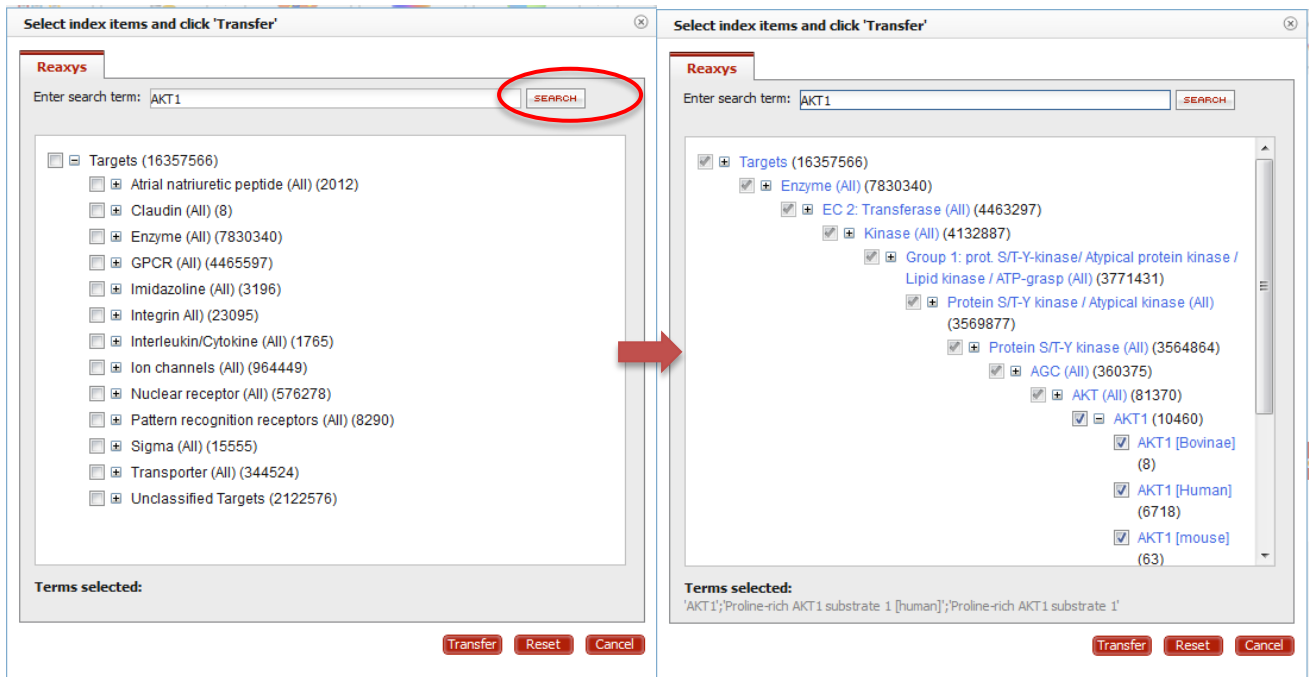 Select index items and click 'Transfer'
Reaxys
Enter search term: AKT1 SEARCH
Targets (16357566)
Atrial natriuretic peptide (All) (2012)
Claudin (All) (8)
Enzyme (All) (7830340)
GPCR (All) (4465597)
Imidazoline (All) (3196)
Integrin All) (23095)
Interleukin/Cytokine (All) (1765)
Ion channels (All) (964449)
Nuclear receptor (All) (576278)
Pattern recognition receptors (All) (8290)
Sigma (All) (15555)
Transporter (All) (344524)
Unclassified Targets (2122576)
Terms selected:
Transfer Reset Cancel
Select index items and click 'Transfer'
Reaxys
Enter search term: AKT1 SEARCH
Targets (16357566)
Enzyme (All) (7830340)
EC 2: Transferase (All) (4463297)
Kinase (All) (4132887)
Group 1: prot. S/T-Y-kinase/ Atypical protein kinase /
Lipid kinase / ATP-grasp (All) (3771431)
Protein S/T-Y kinase / Atypical kinase (All)
(3569877)
Protein S/T-Y kinase (All) (3564864)
AGC (All) (360375)
AKT (All) (81370)
AKT1 (10460)
AKT1 [Bovinae]
(8)
AKT1 [Human]
(6718)
AKT1 [mouse]
(63)
Terms selected:
'AKT1';'Proline-rich AKT1 substrate 1 [human]';'Proline-rich AKT1 substrate 1'
Transfer Reset Cancel